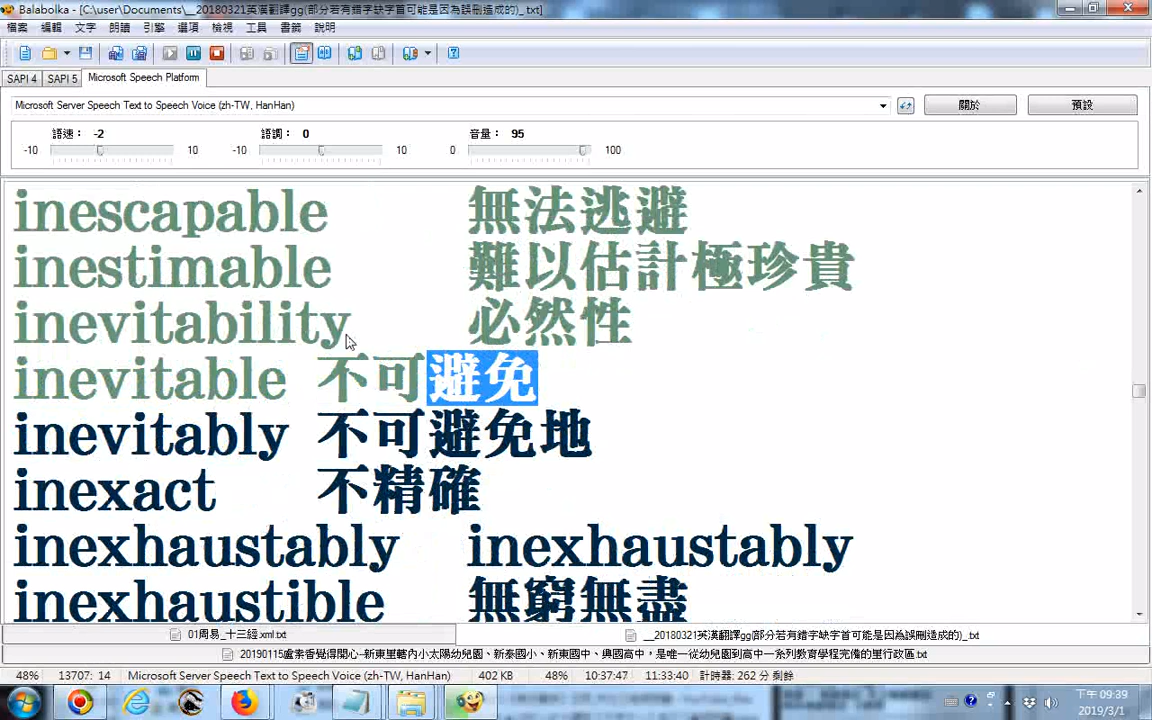 Balabolka - [C:\user\Documents\__20180321英漢翻譯gg(部分若有錯字缺字首可能是因為誤刪造成的)_.txt]
檔案 編輯 文字 朗讀 引擎 選項 檢視 工具 書籤 說明
SAPI 4 SAPI 5 Microsoft Speech Platform
Microsoft Server Speech Text to Speech Voice (zh-TW, HanHan) 關於 預設
語速: -2 語調: 0 音量: 95
-10 10 -10 10 0 100
inescapable 無法逃避
inestimable 難以估計極珍貴
inevitability 必然性
inevitable 不可避免
inevitably 不可避免地
inexact 不精確
inexhaustably inexhaustably
inexhaustible 無窮無盡
01周易_十三經.xml.txt __20180321英漢翻譯gg(部分若有錯字缺字首可能是因為誤刪造成的)_.txt
20190115盧素香覺得開心--新東里轄內小太陽幼兒園、新泰國小、新東國中、典國高中，是唯一從幼兒園到高中一系列教育學程完備的里行政區.txt
48% 13707: 14 Microsoft Server Speech Text to Speech Voice (zh-TW, HanHan) 402 KB 48% 10:37:47 11:33:40 計時器: 262 分 剩餘
下午 09:39
2019/3/1